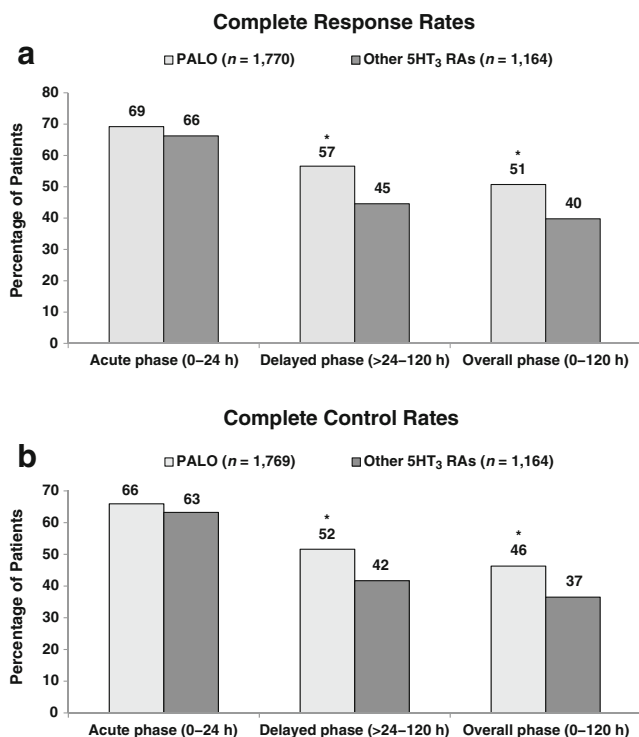 Complete Response Rates
a
PALO (n = 1,770) Other 5HT₃ RAs (n = 1,164)
Percentage of Patients
80
70
60
50
40
30
20
10
0
69 66
* 57 45
* 51 40
Acute phase (0–24 h) Delayed phase (>24–120 h) Overall phase (0–120 h)
Complete Control Rates
b
PALO (n = 1,769) Other 5HT₃ RAs (n = 1,164)
Percentage of Patients
70
60
50
40
30
20
10
0
66 63
* 52 42
* 46 37
Acute phase (0–24 h) Delayed phase (>24–120 h) Overall phase (0–120 h)